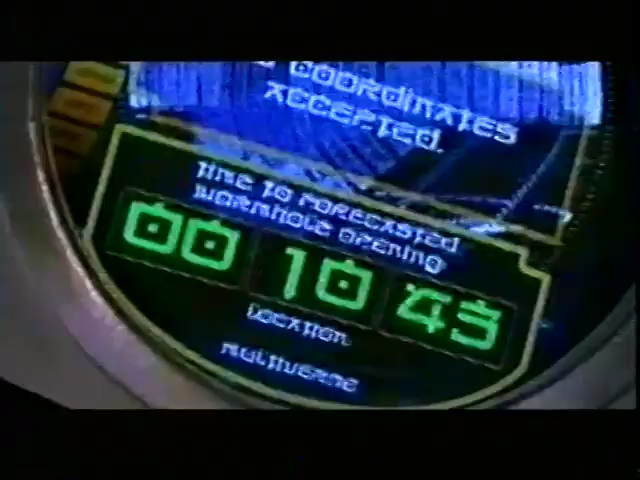 COORDINATES
ACCEPTED.
TIME TO FORECASTED
WORMHOLE OPENING
00 10 43
LOCATION
MULTIVERSE